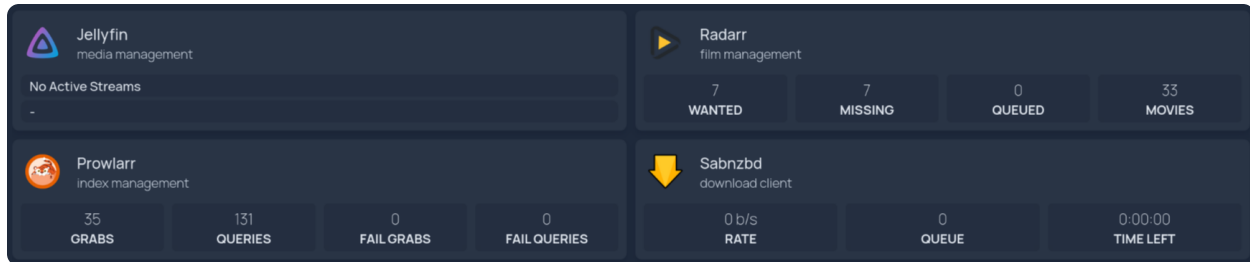 Jellyfin
media management
No Active Streams
-
Radarr
film management
7 7 0 33
WANTED MISSING QUEUED MOVIES
Prowlarr
index management
35 131 0 0
GRABS QUERIES FAIL GRABS FAIL QUERIES
Sabnzbd
download client
0 b/s 0 0:00:00
RATE QUEUE TIME LEFT